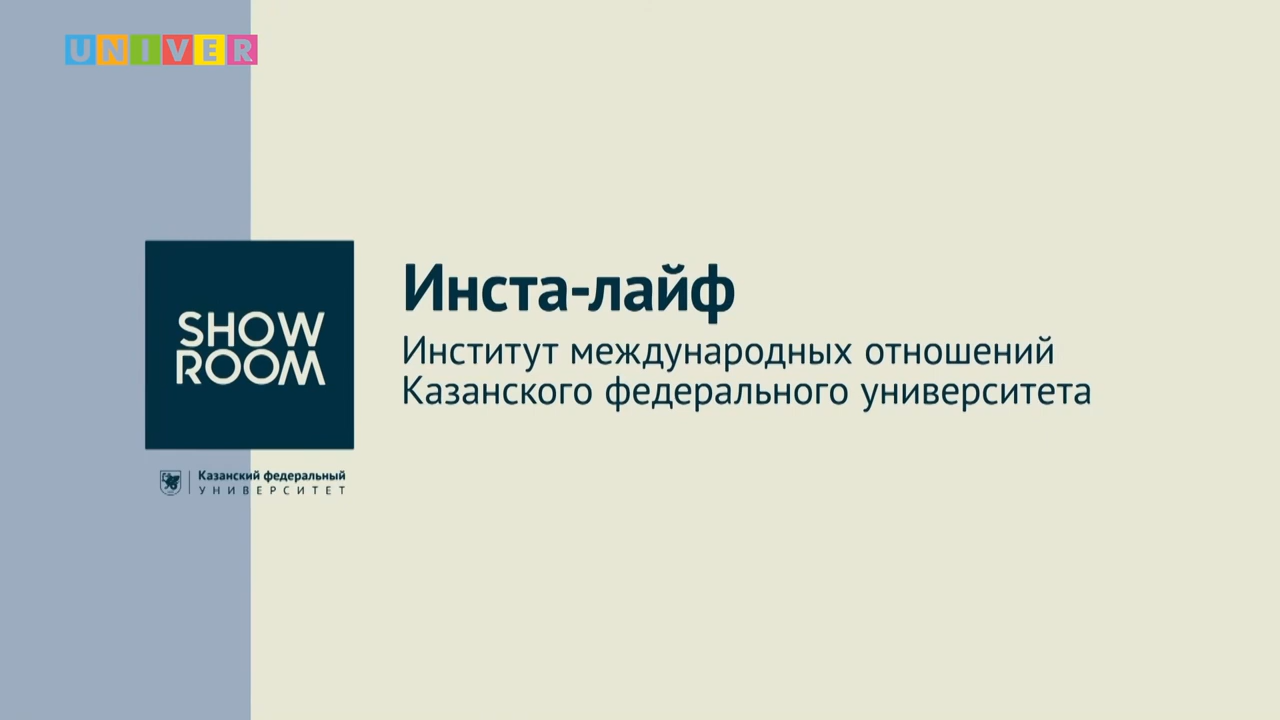 UNIVER
SHOW
ROOM
Инста-лайф
Институт международных отношений
Казанского федерального университета
Казанский федеральный
УНИВЕРСИТЕТ